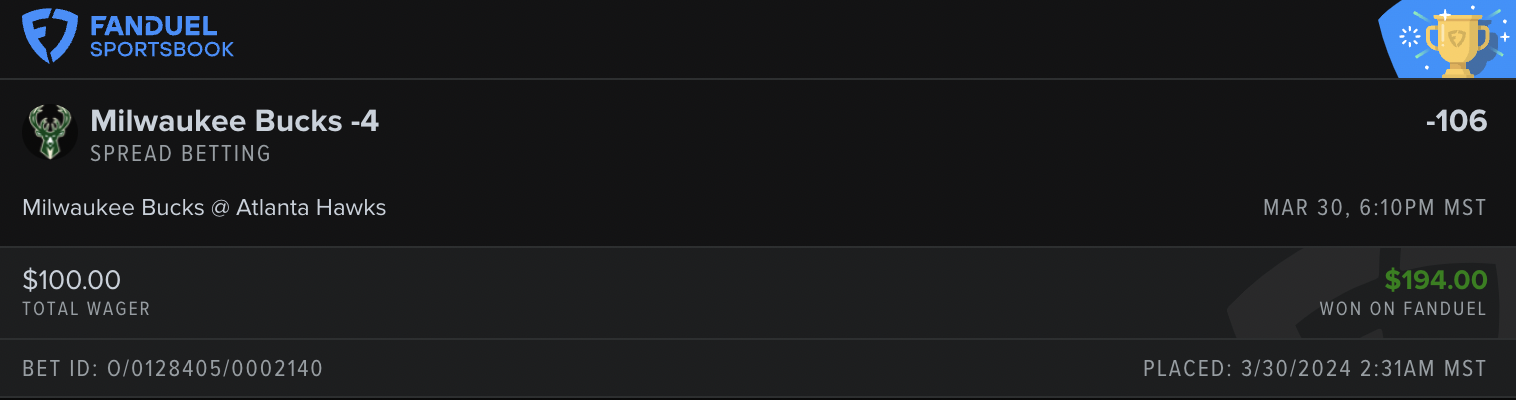 FANDUEL
SPORTSBOOK
Milwaukee Bucks -4
-106
SPREAD BETTING
Milwaukee Bucks @ Atlanta Hawks
MAR 30, 6:10PM MST
$100.00
$194.00
TOTAL WAGER
WON ON FANDUEL
BET ID: O/0128405/0002140
PLACED: 3/30/2024 2:31AM MST